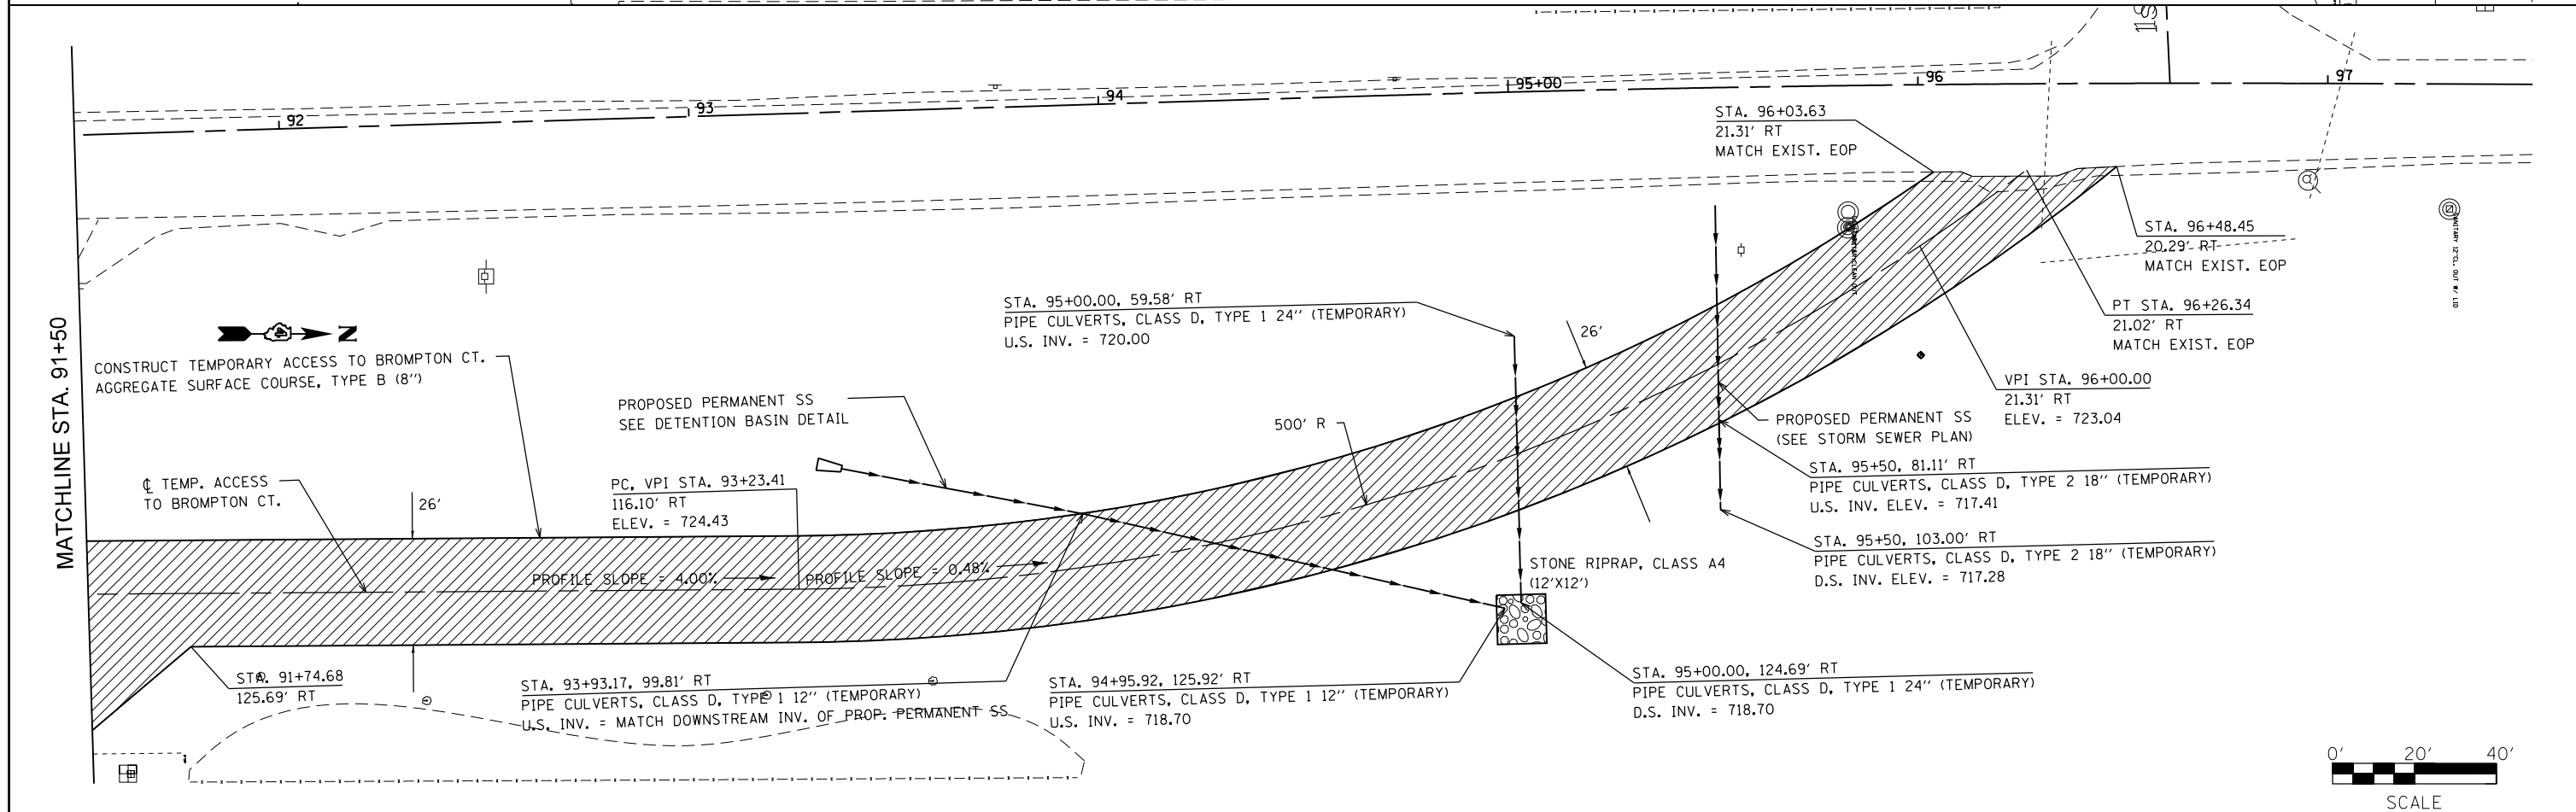 92
93
94
95+00
96
97
STA. 96+03.63
21.31' RT
MATCH EXIST. EOP
STA. 96+48.45
20.29' RT
MATCH EXIST. EOP
SANITARY 12"CL. OUT W/ LID
PT STA. 96+26.34
21.02' RT
MATCH EXIST. EOP
STA. 95+00.00, 59.58' RT
PIPE CULVERTS, CLASS D, TYPE 1 24'' (TEMPORARY)
U.S. INV. = 720.00
26'
N
MATCHLINE STA. 91+50
CONSTRUCT TEMPORARY ACCESS TO BROMPTON CT.
AGGREGATE SURFACE COURSE, TYPE B (8'')
VPI STA. 96+00.00
21.31' RT
ELEV. = 723.04
PROPOSED PERMANENT SS
SEE DETENTION BASIN DETAIL
500' R
PROPOSED PERMANENT SS
(SEE STORM SEWER PLAN)
℄ TEMP. ACCESS
TO BROMPTON CT.
26'
PC, VPI STA. 93+23.41
116.10' RT
ELEV. = 724.43
STA. 95+50, 81.11' RT
PIPE CULVERTS, CLASS D, TYPE 2 18'' (TEMPORARY)
U.S. INV. ELEV. = 717.41
STA. 95+50, 103.00' RT
PIPE CULVERTS, CLASS D, TYPE 2 18'' (TEMPORARY)
D.S. INV. ELEV. = 717.28
PROFILE SLOPE = 4.00%
PROFILE SLOPE = 0.48%
STONE RIPRAP, CLASS A4
(12'X12')
STA. 91+74.68
125.69' RT
STA. 93+93.17, 99.81' RT
PIPE CULVERTS, CLASS D, TYPE 1 12'' (TEMPORARY)
U.S. INV. = MATCH DOWNSTREAM INV. OF PROP. PERMANENT SS
STA. 94+95.92, 125.92' RT
PIPE CULVERTS, CLASS D, TYPE 1 12'' (TEMPORARY)
U.S. INV. = 718.70
STA. 95+00.00, 124.69' RT
PIPE CULVERTS, CLASS D, TYPE 1 24'' (TEMPORARY)
D.S. INV. = 718.70
0' 20' 40'
SCALE